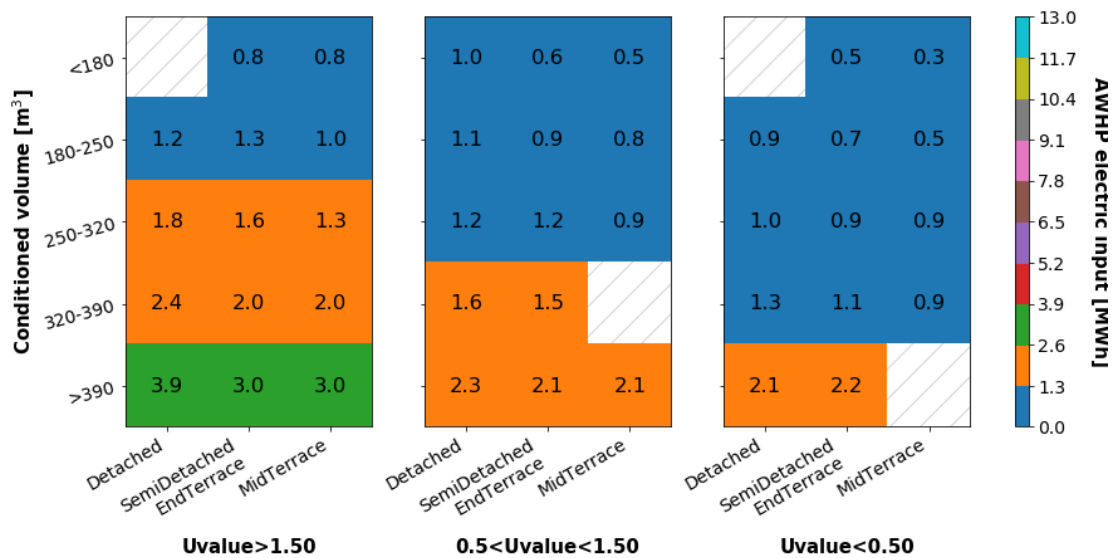 Conditioned volume [m³]
<180
180-250
250-320
320-390
>390
0.8 0.8
1.2 1.3 1.0
1.8 1.6 1.3
2.4 2.0 2.0
3.9 3.0 3.0
Detached
SemiDetached
EndTerrace
MidTerrace
Uvalue>1.50
1.0 0.6 0.5
1.1 0.9 0.8
1.2 1.2 0.9
1.6 1.5
2.3 2.1 2.1
Detached
SemiDetached
EndTerrace
MidTerrace
0.5<Uvalue<1.50
0.5 0.3
0.9 0.7 0.5
1.0 0.9 0.9
1.3 1.1 0.9
2.1 2.2
Detached
SemiDetached
EndTerrace
MidTerrace
Uvalue<0.50
13.0
11.7
10.4
9.1
7.8
6.5
5.2
3.9
2.6
1.3
0.0
AWHP electric input [MWh]